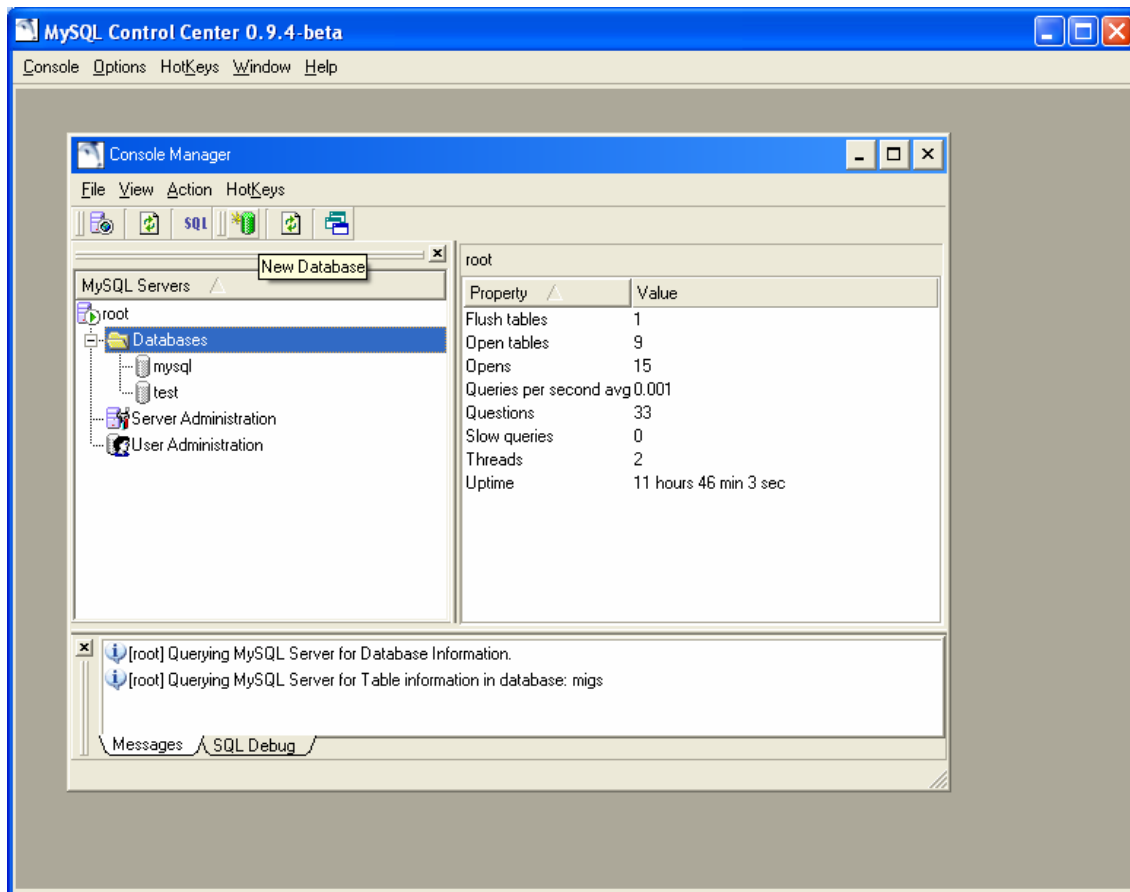 MySQL Control Center 0.9.4-beta
Console Options HotKeys Window Help
Console Manager
File View Action HotKeys
SQL
New Database
MySQL Servers
root
Databases
mysql
test
Server Administration
User Administration
root
Property Value
Flush tables 1
Open tables 9
Opens 15
Queries per second avg 0.001
Questions 33
Slow queries 0
Threads 2
Uptime 11 hours 46 min 3 sec
[root] Querying MySQL Server for Database Information.
[root] Querying MySQL Server for Table information in database: migs
Messages SQL Debug